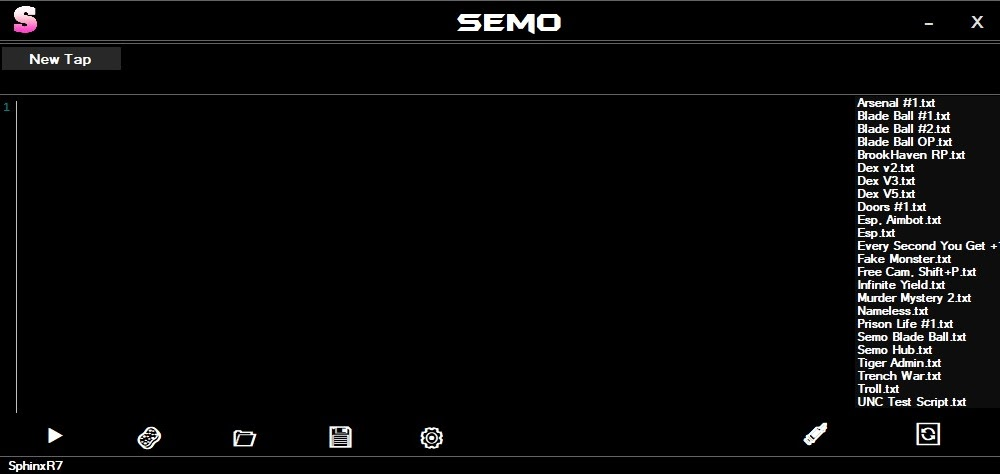 S
SEMO
– X
New Tap
1
Arsenal #1.txt
Blade Ball #1.txt
Blade Ball #2.txt
Blade Ball OP.txt
BrookHaven RP.txt
Dex v2.txt
Dex V3.txt
Dex V5.txt
Doors #1.txt
Esp, Aimbot.txt
Esp.txt
Every Second You Get +
Fake Monster.txt
Free Cam, Shift+P.txt
Infinite Yield.txt
Murder Mystery 2.txt
Nameless.txt
Prison Life #1.txt
Semo Blade Ball.txt
Semo Hub.txt
Tiger Admin.txt
Trench War.txt
Troll.txt
UNC Test Script.txt
SphinxR7